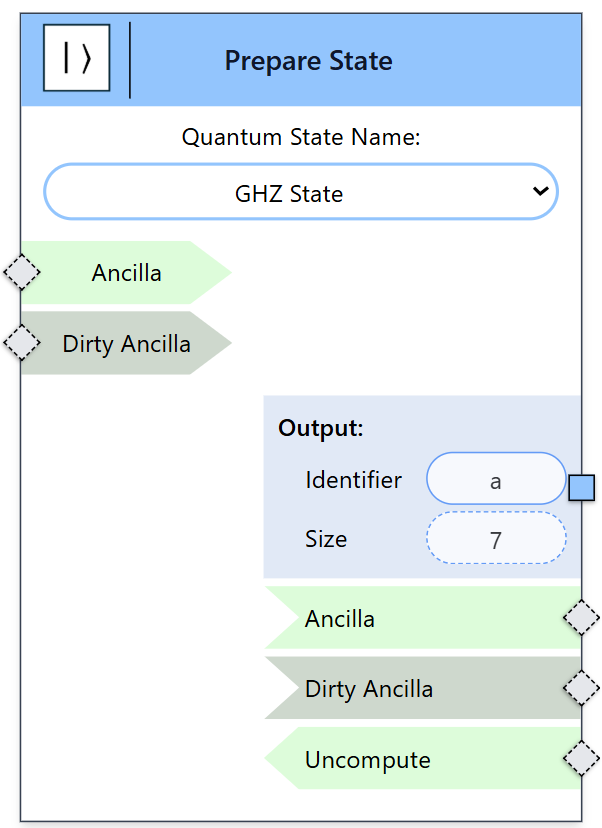 |⟩ Prepare State
Quantum State Name:
GHZ State
Ancilla
Dirty Ancilla
Output:
Identifier a
Size 7
Ancilla
Dirty Ancilla
Uncompute